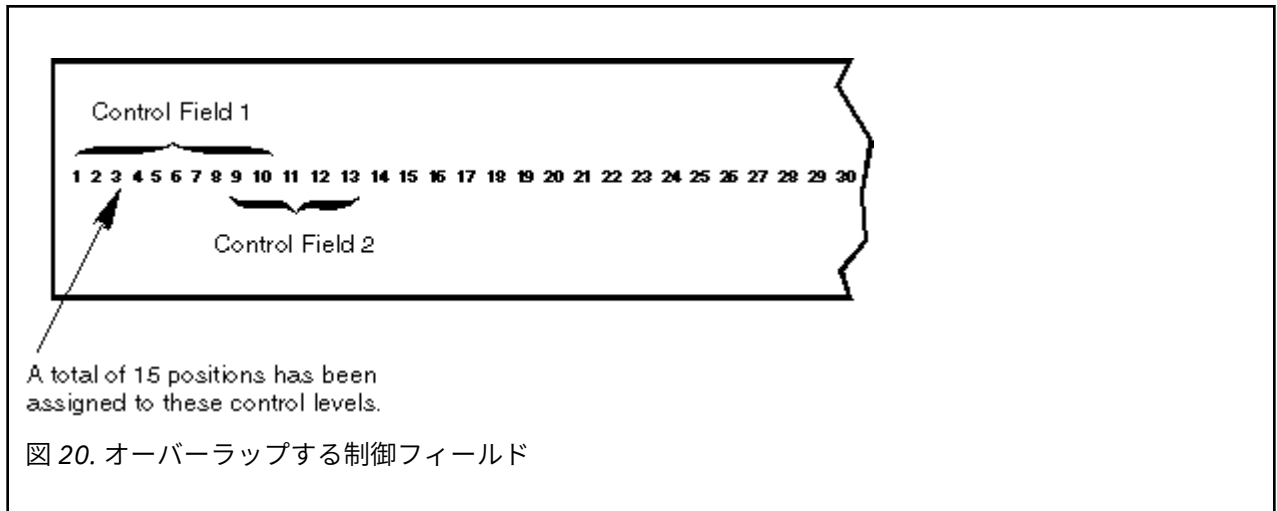 Control Field 1
1 2 3 4 5 6 7 8 9 10 11 12 13 14 15 16 17 18 19 20 21 22 23 24 25 26 27 28 29 30
Control Field 2
A total of 15 positions has been
assigned to these control levels.
図 20. オーバーラップする制御フィールド